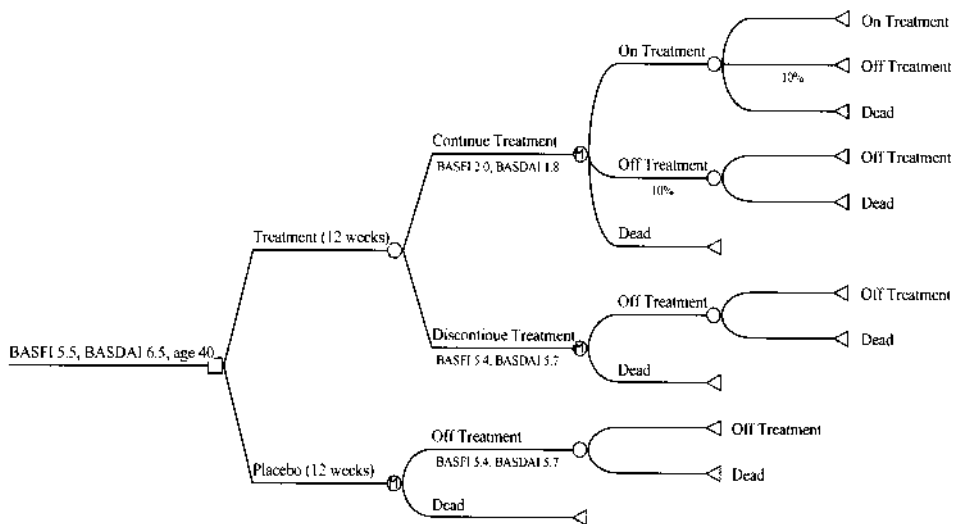 On Treatment
On Treatment
Off Treatment
10%
Dead
Continue Treatment
BASFI 2.0, BASDAI 1.8
Off Treatment
Off Treatment
10%
Dead
Dead
Treatment (12 weeks)
Off Treatment
Off Treatment
Discontinue Treatment
BASFI 5.4, BASDAI 5.7
Dead
Dead
BASFI 5.5, BASDAI 6.5, age 40
Off Treatment
Off Treatment
BASFI 5.4, BASDAI 5.7
Placebo (12 weeks)
Dead
Dead
M
M
M